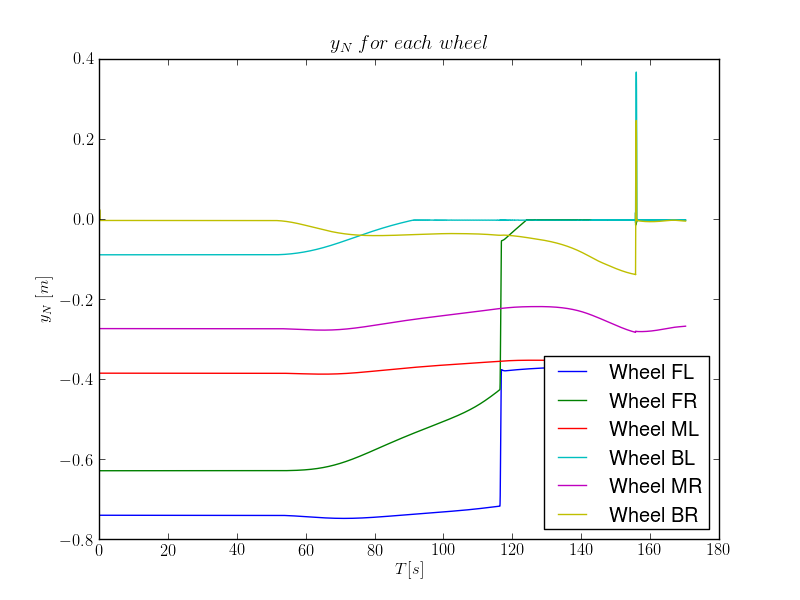 y_N for each wheel
0.4
0.2
0.0
−0.2
−0.4
−0.6
−0.8
y_N [m]
Wheel FL
Wheel FR
Wheel ML
Wheel BL
Wheel MR
Wheel BR
0 20 40 60 80 100 120 140 160 180
T[s]